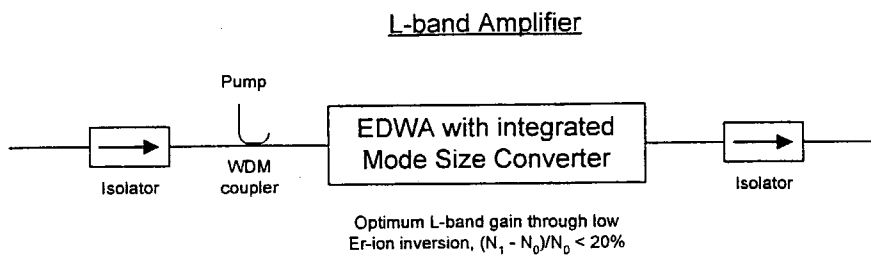 L-band Amplifier
Pump
EDWA with integrated
Mode Size Converter
Isolator
WDM
coupler
Isolator
Optimum L-band gain through low
Er-ion inversion, (N₁ - N₀)/N₀ < 20%